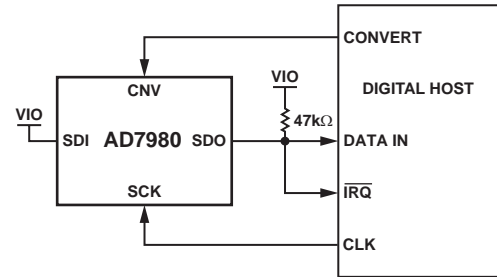 CONVERT
VIO
CNV
DIGITAL HOST
VIO
47kΩ
SDI AD7980 SDO
DATA IN
SCK
IRQ
CLK